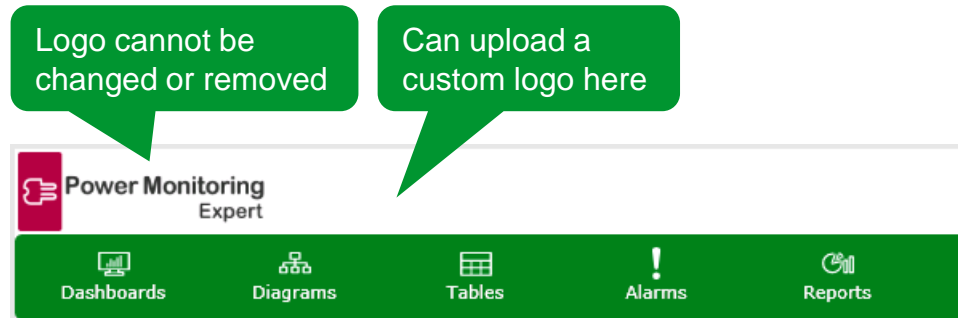 Logo cannot be
changed or removed
Can upload a
custom logo here
Power Monitoring
Expert
Dashboards
Diagrams
Tables
Alarms
Reports